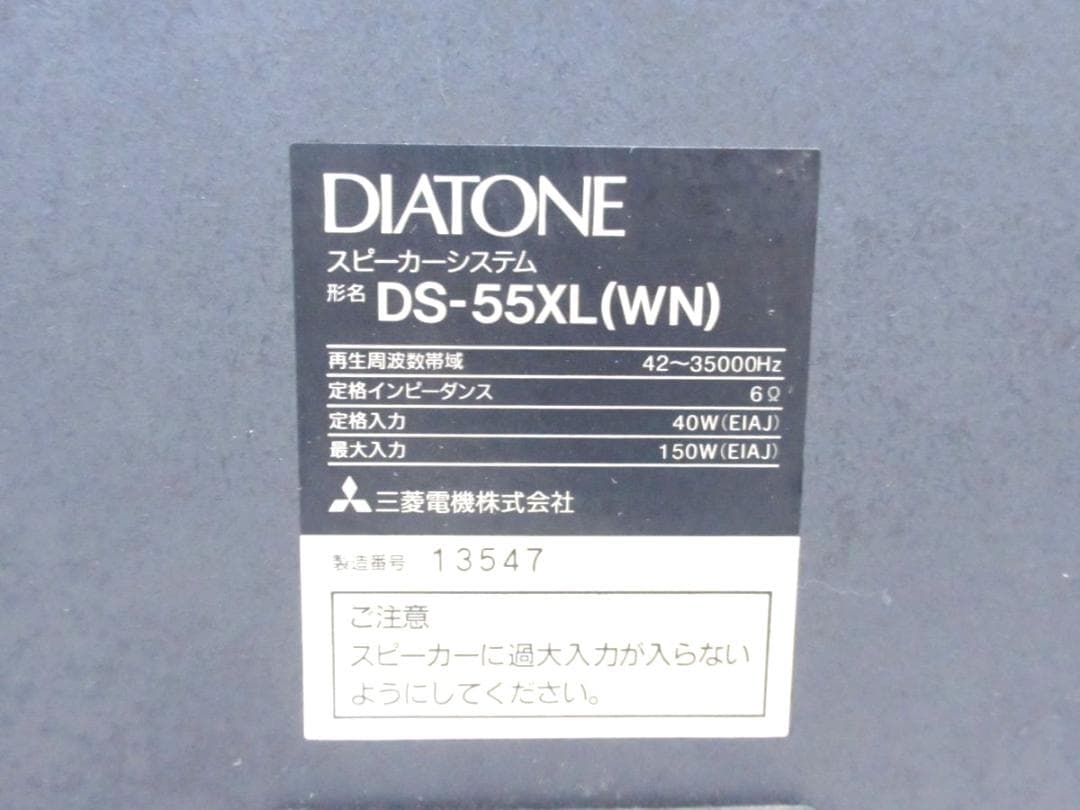 DIATONE
スピーカーシステム
形名 DS-55XL(WN)
再生周波数帯域 42〜35000Hz
定格インピーダンス 6Ω
定格入力 40W(EIAJ)
最大入力 150W(EIAJ)
三菱電機株式会社
製造番号 13547
ご注意
スピーカーに過大入力が入らない
ようにしてください。